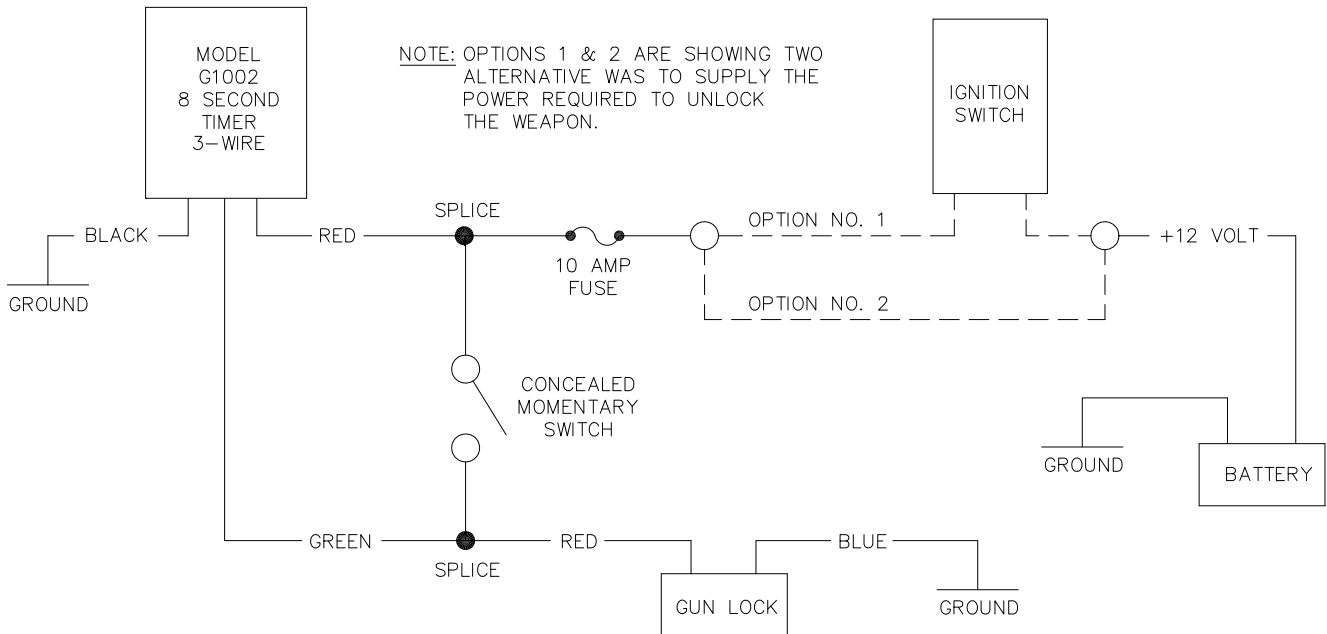 MODEL
G1002
8 SECOND
TIMER
3-WIRE
NOTE: OPTIONS 1 & 2 ARE SHOWING TWO
ALTERNATIVE WAS TO SUPPLY THE
POWER REQUIRED TO UNLOCK
THE WEAPON.
IGNITION
SWITCH
SPLICE
BLACK
RED
OPTION NO. 1
+12 VOLT
10 AMP
FUSE
GROUND
OPTION NO. 2
CONCEALED
MOMENTARY
SWITCH
GROUND
BATTERY
GREEN
RED
BLUE
SPLICE
GUN LOCK
GROUND